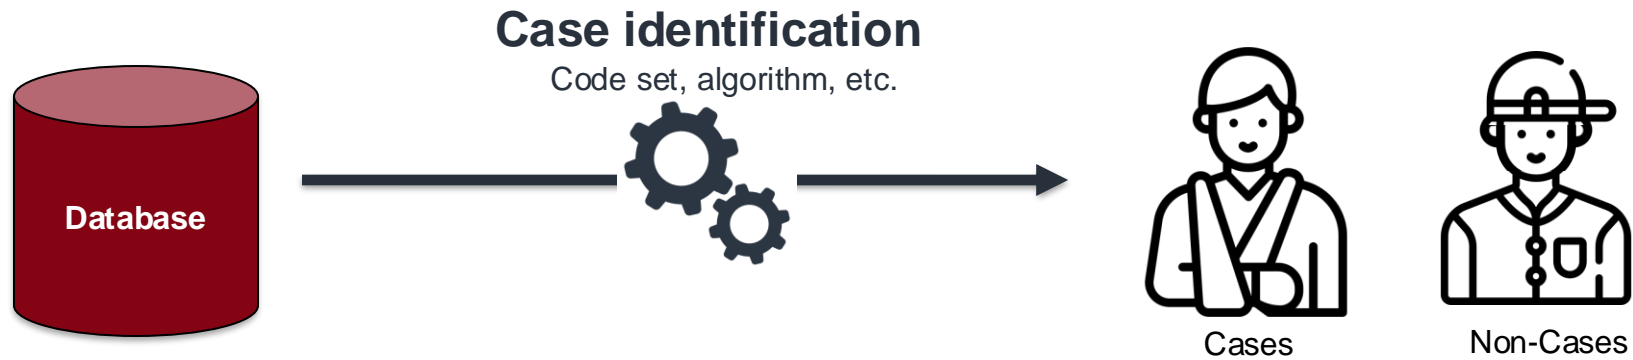 Case identification
Code set, algorithm, etc.
Database
Cases
Non-Cases